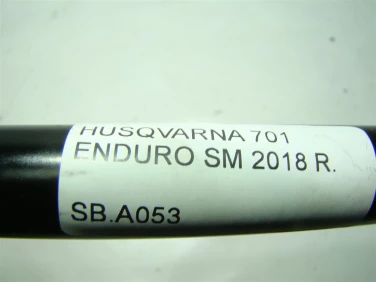 HUSQVARNA 701
ENDURO SM 2018 R.
SB.A053